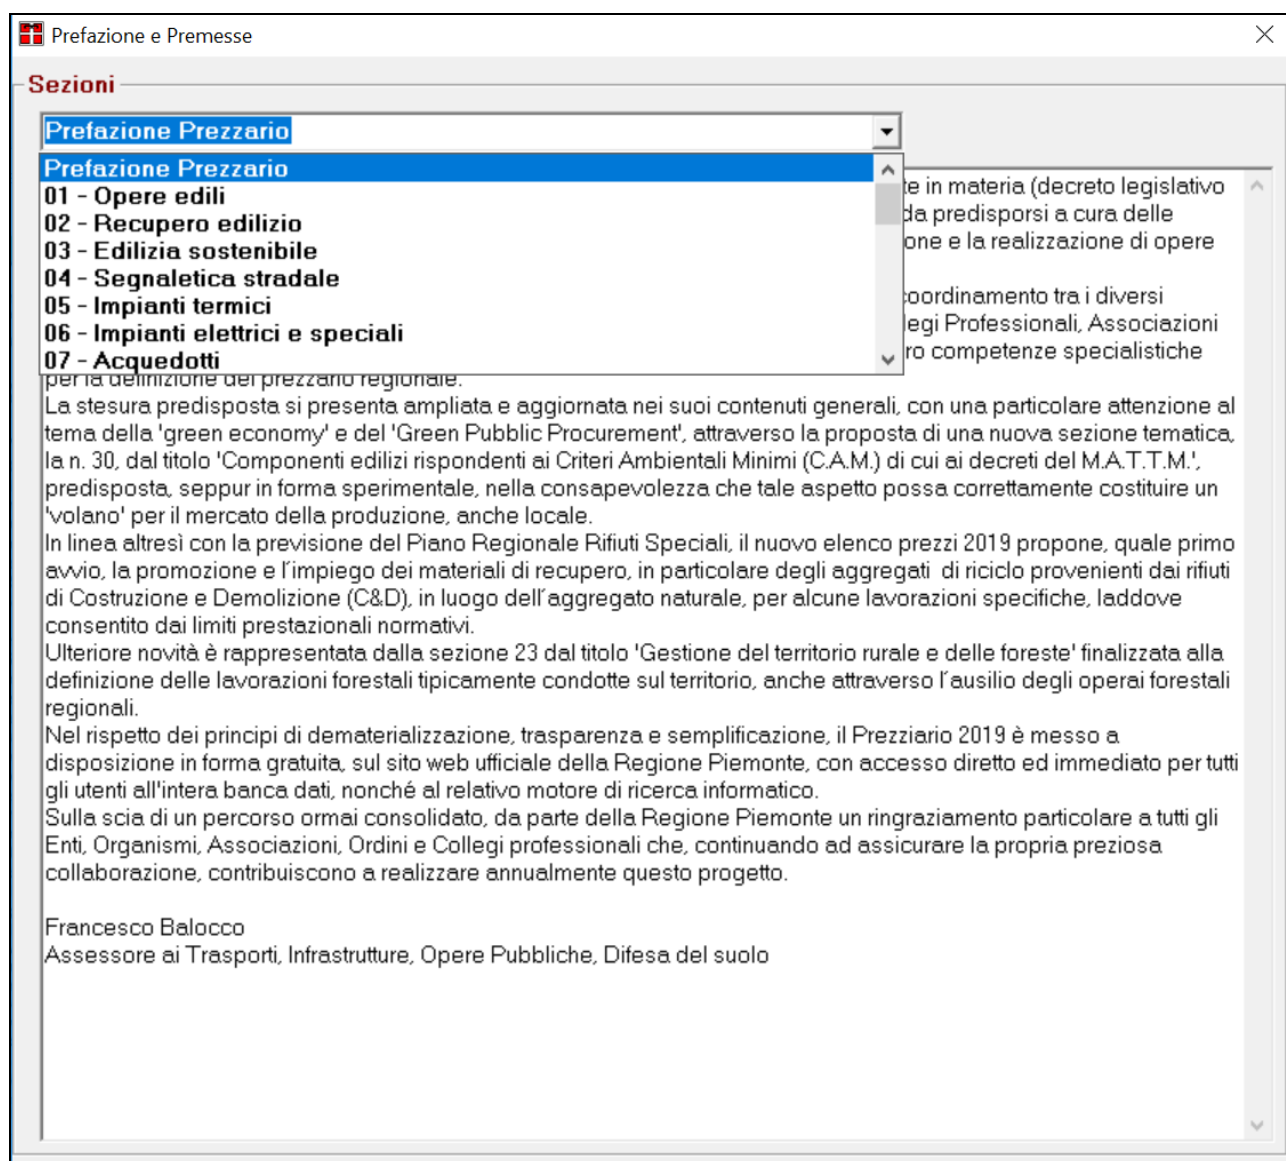 Prefazione e Premesse
Sezioni
Prefazione Prezzario
Prefazione Prezzario
01 - Opere edili
02 - Recupero edilizio
03 - Edilizia sostenibile
04 - Segnaletica stradale
05 - Impianti termici
06 - Impianti elettrici e speciali
07 - Acquedotti
in materia (decreto legislativo
da predisporsi a cura delle
e la realizzazione di opere
coordinamento tra i diversi
Professionali, Associazioni
competenze specialistiche
per la definizione del prezzario regionale.
La stesura predisposta si presenta ampliata e aggiornata nei suoi contenuti generali, con una particolare attenzione al
tema della 'green economy' e del 'Green Pubblic Procurement', attraverso la proposta di una nuova sezione tematica,
la n. 30, dal titolo 'Componenti edilizi rispondenti ai Criteri Ambientali Minimi (C.A.M.) di cui ai decreti del M.A.T.T.M.',
predisposta, seppur in forma sperimentale, nella consapevolezza che tale aspetto possa correttamente costituire un
'volano' per il mercato della produzione, anche locale.
In linea altresì con la previsione del Piano Regionale Rifiuti Speciali, il nuovo elenco prezzi 2019 propone, quale primo
avvio, la promozione e l´impiego dei materiali di recupero, in particolare degli aggregati  di riciclo provenienti dai rifiuti
di Costruzione e Demolizione (C&D), in luogo dell´aggregato naturale, per alcune lavorazioni specifiche, laddove
consentito dai limiti prestazionali normativi.
Ulteriore novità è rappresentata dalla sezione 23 dal titolo 'Gestione del territorio rurale e delle foreste' finalizzata alla
definizione delle lavorazioni forestali tipicamente condotte sul territorio, anche attraverso l´ausilio degli operai forestali
regionali.
Nel rispetto dei principi di dematerializzazione, trasparenza e semplificazione, il Prezziario 2019 è messo a
disposizione in forma gratuita, sul sito web ufficiale della Regione Piemonte, con accesso diretto ed immediato per tutti
gli utenti all'intera banca dati, nonché al relativo motore di ricerca informatico.
Sulla scia di un percorso ormai consolidato, da parte della Regione Piemonte un ringraziamento particolare a tutti gli
Enti, Organismi, Associazioni, Ordini e Collegi professionali che, continuando ad assicurare la propria preziosa
collaborazione, contribuiscono a realizzare annualmente questo progetto.
Francesco Balocco
Assessore ai Trasporti, Infrastrutture, Opere Pubbliche, Difesa del suolo